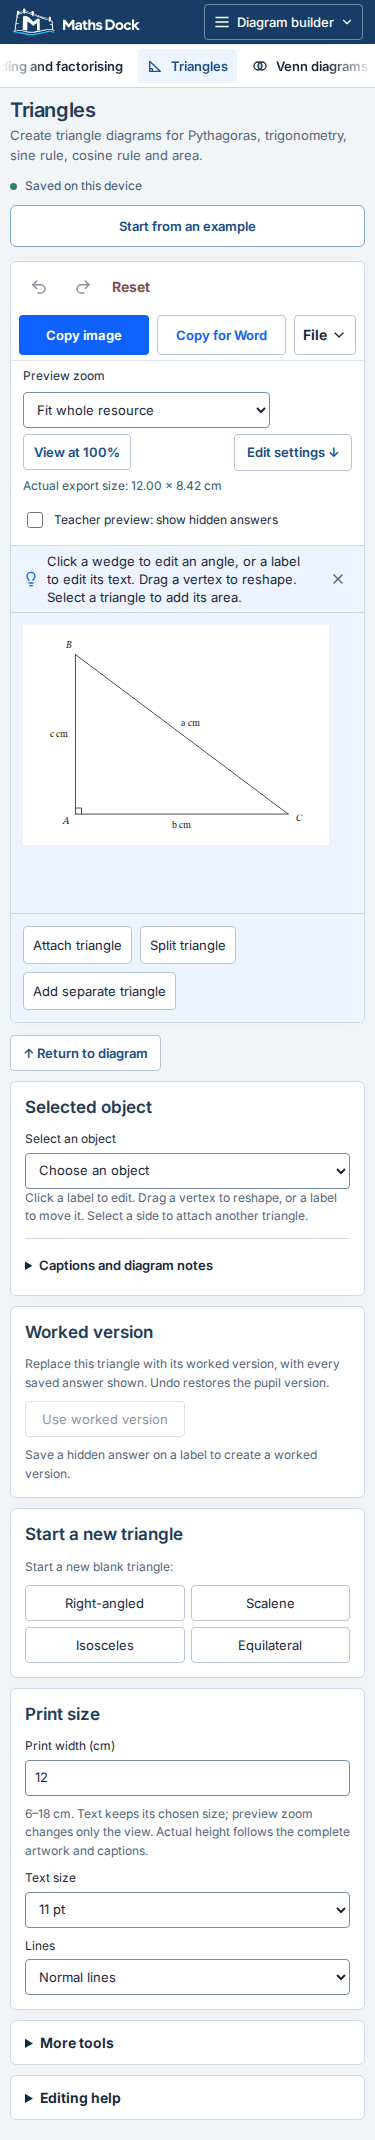 Maths Dock
Diagram builder
ding and factorising
Triangles
Venn diagrams
Triangles
Create triangle diagrams for Pythagoras, trigonometry,
sine rule, cosine rule and area.
Saved on this device
Start from an example
Reset
Copy image
Copy for Word
File
Preview zoom
Fit whole resource
View at 100%
Edit settings ↓
Actual export size: 12.00 × 8.42 cm
Teacher preview: show hidden answers
Click a wedge to edit an angle, or a label
to edit its text. Drag a vertex to reshape.
Select a triangle to add its area.
B
a cm
c cm
A
C
b cm
Attach triangle
Split triangle
Add separate triangle
↑ Return to diagram
Selected object
Select an object
Choose an object
Click a label to edit. Drag a vertex to reshape, or a label
to move it. Select a side to attach another triangle.
Captions and diagram notes
Worked version
Replace this triangle with its worked version, with every
saved answer shown. Undo restores the pupil version.
Use worked version
Save a hidden answer on a label to create a worked
version.
Start a new triangle
Start a new blank triangle:
Right-angled
Scalene
Isosceles
Equilateral
Print size
Print width (cm)
12
6–18 cm. Text keeps its chosen size; preview zoom
changes only the view. Actual height follows the complete
artwork and captions.
Text size
11 pt
Lines
Normal lines
More tools
Editing help